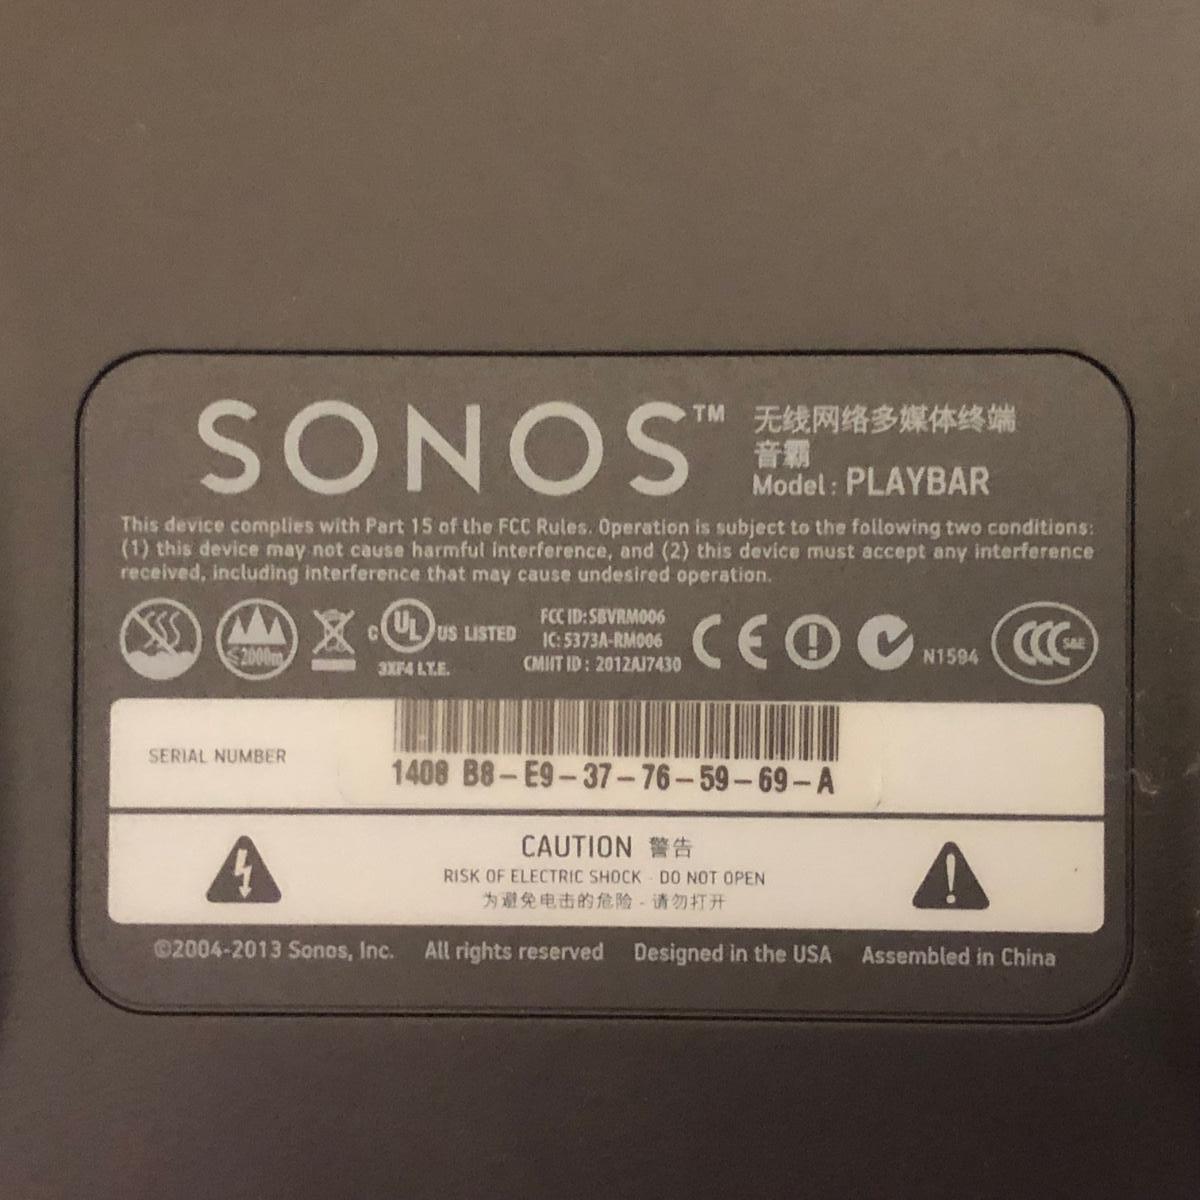 SONOS™
无线网络多媒体终端
音霸
Model: PLAYBAR
This device complies with Part 15 of the FCC Rules. Operation is subject to the following two conditions:
(1) this device may not cause harmful interference, and (2) this device must accept any interference
received, including interference that may cause undesired operation.
≤2000m
C UL US LISTED
3XF4 I.T.E.
FCC ID: SBVRM006
IC: 5373A-RM006
CMIIT ID: 2012AJ7430
CE
N1594
CCC S&E
SERIAL NUMBER
1408 B8-E9-37-76-59-69-A
CAUTION 警告
RISK OF ELECTRIC SHOCK - DO NOT OPEN
为避免电击的危险 - 请勿打开
©2004-2013 Sonos, Inc. All rights reserved Designed in the USA Assembled in China